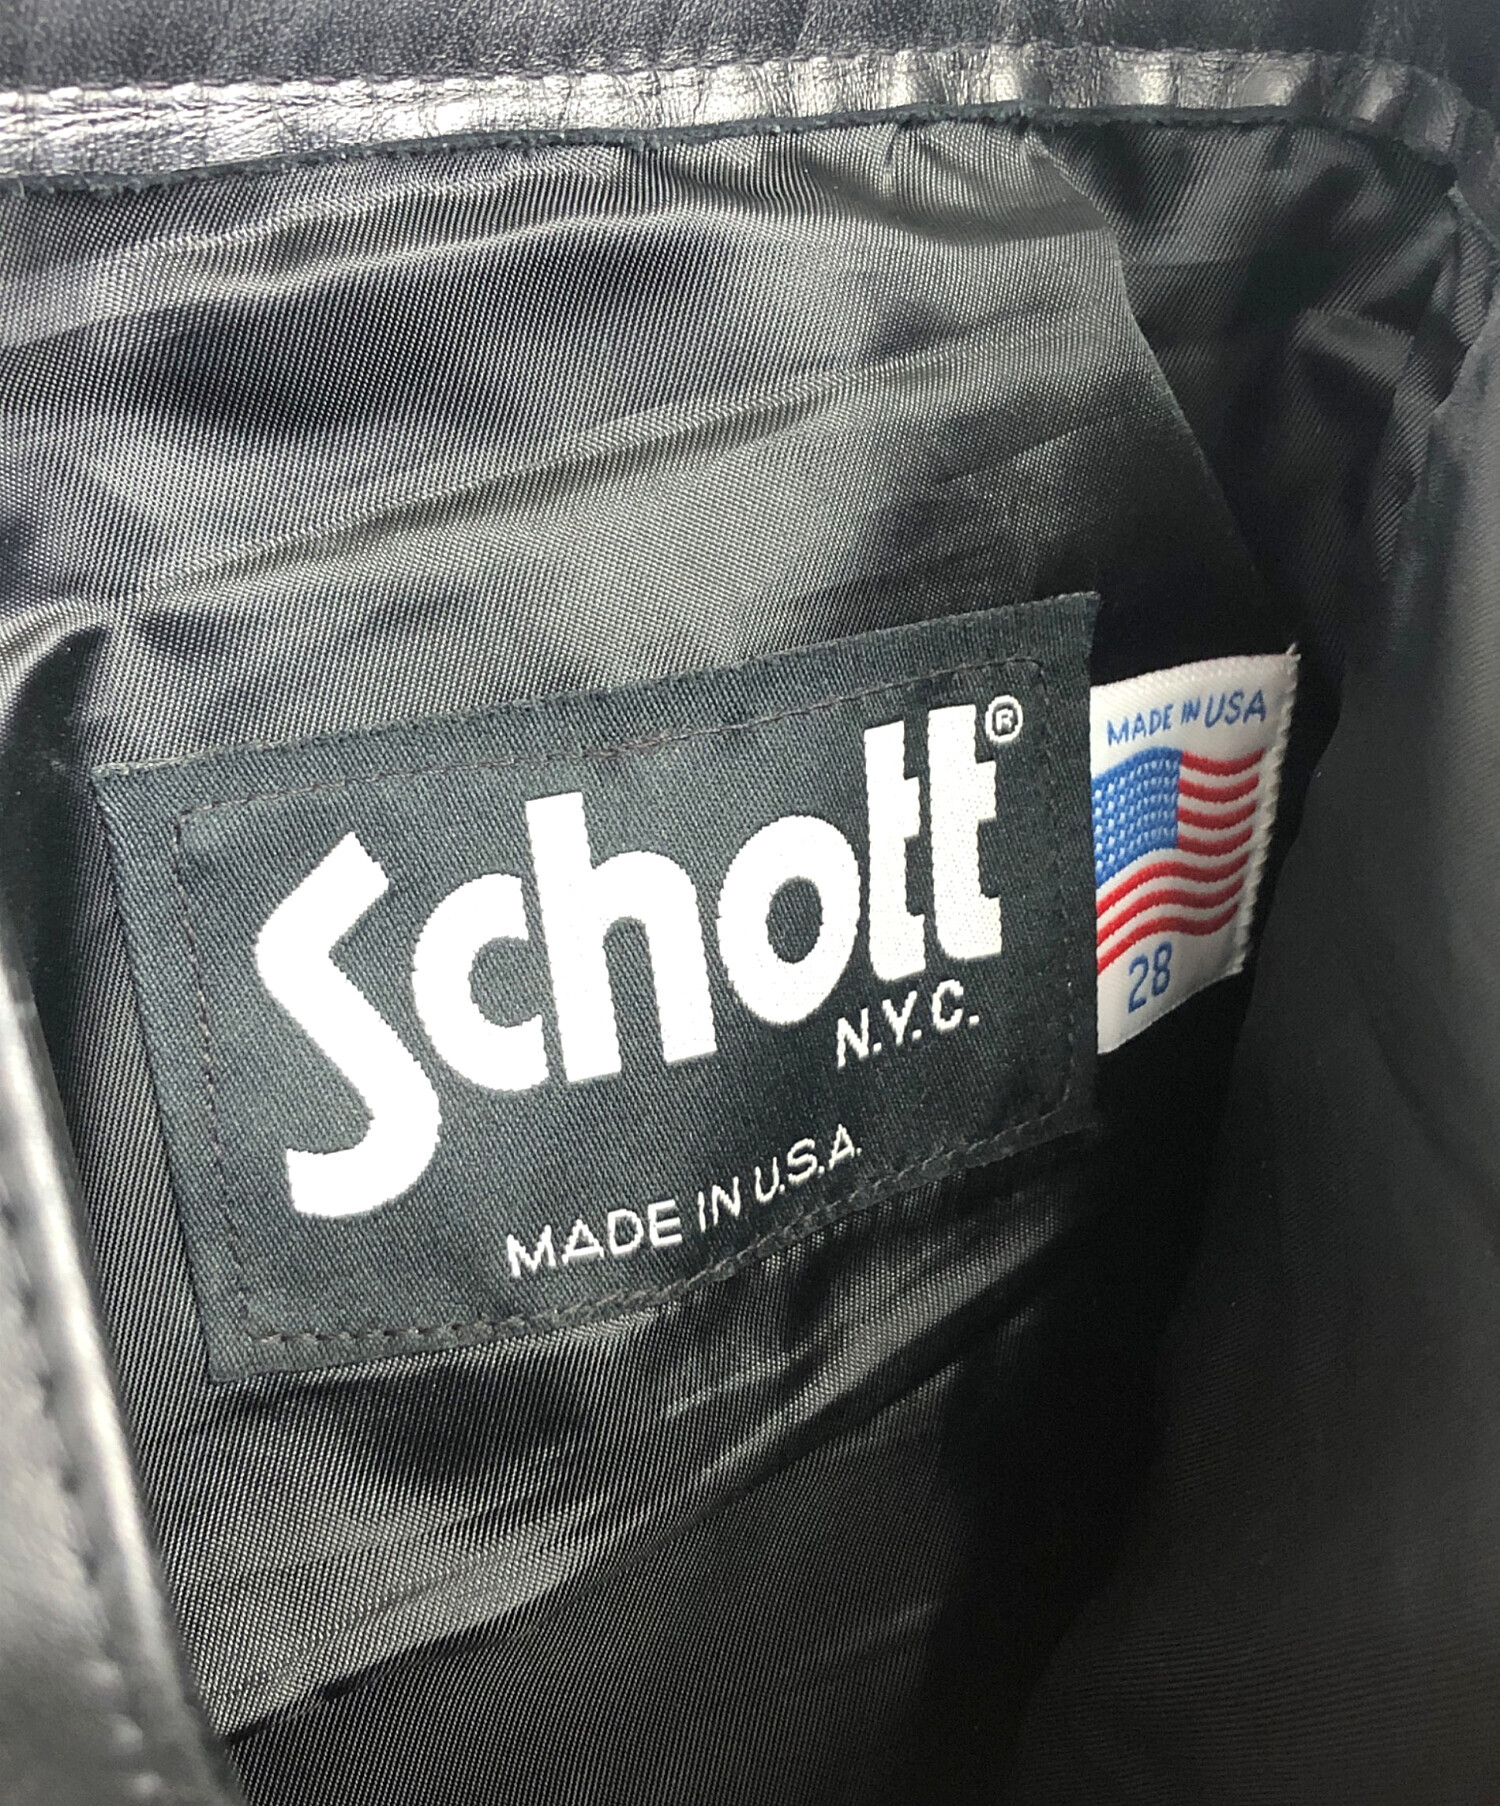 Schott®
N.Y.C.
MADE IN U.S.A.
MADE IN USA
28